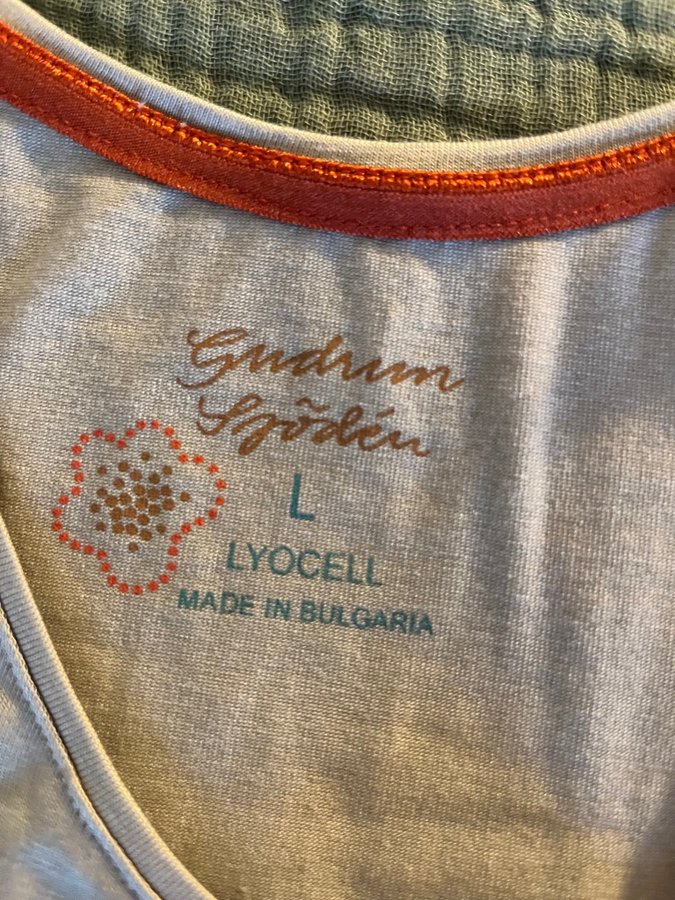 Gudrun
Sjödén
L
LYOCELL
MADE IN BULGARIA